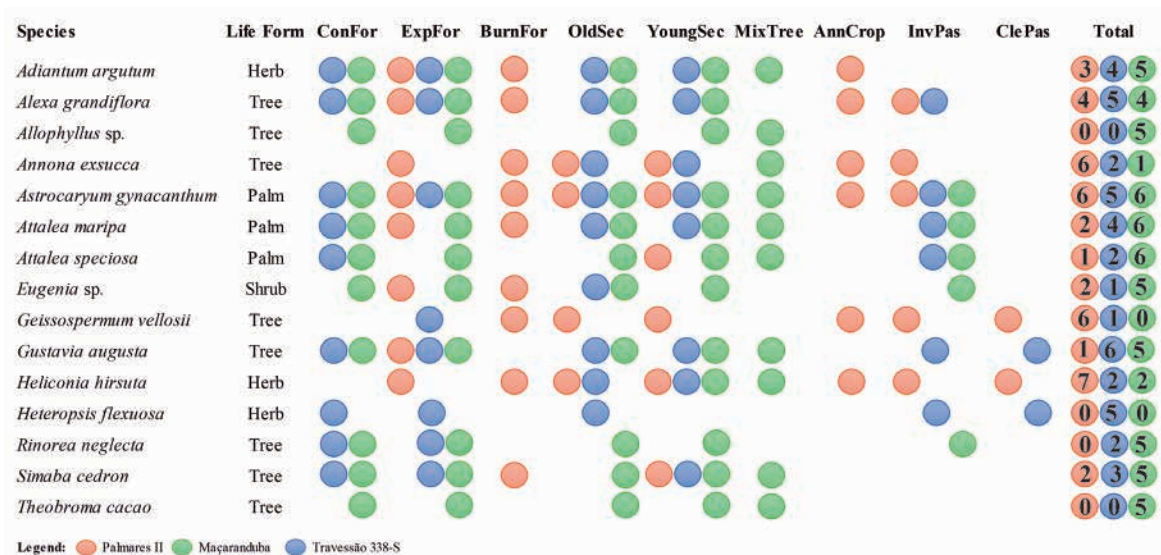 Species Life Form ConFor ExpFor BurnFor OldSec YoungSec MixTree AnnCrop InvPas ClePas Total
Adiantum argutum Herb 3 4 5
Alexa grandiflora Tree 4 5 4
Allophyllus sp. Tree 0 0 5
Annona exsucca Tree 6 2 1
Astrocaryum gynacanthum Palm 6 5 6
Attalea maripa Palm 2 4 6
Attalea speciosa Palm 1 2 6
Eugenia sp. Shrub 2 1 5
Geissospermum vellosii Tree 6 1 0
Gustavia augusta Tree 1 6 5
Heliconia hirsuta Herb 7 2 2
Heteropsis flexuosa Herb 0 5 0
Rinorea neglecta Tree 0 2 5
Simaba cedron Tree 2 3 5
Theobroma cacao Tree 0 0 5
Legend: Palmares II Maçaranduba Travessão 338-S